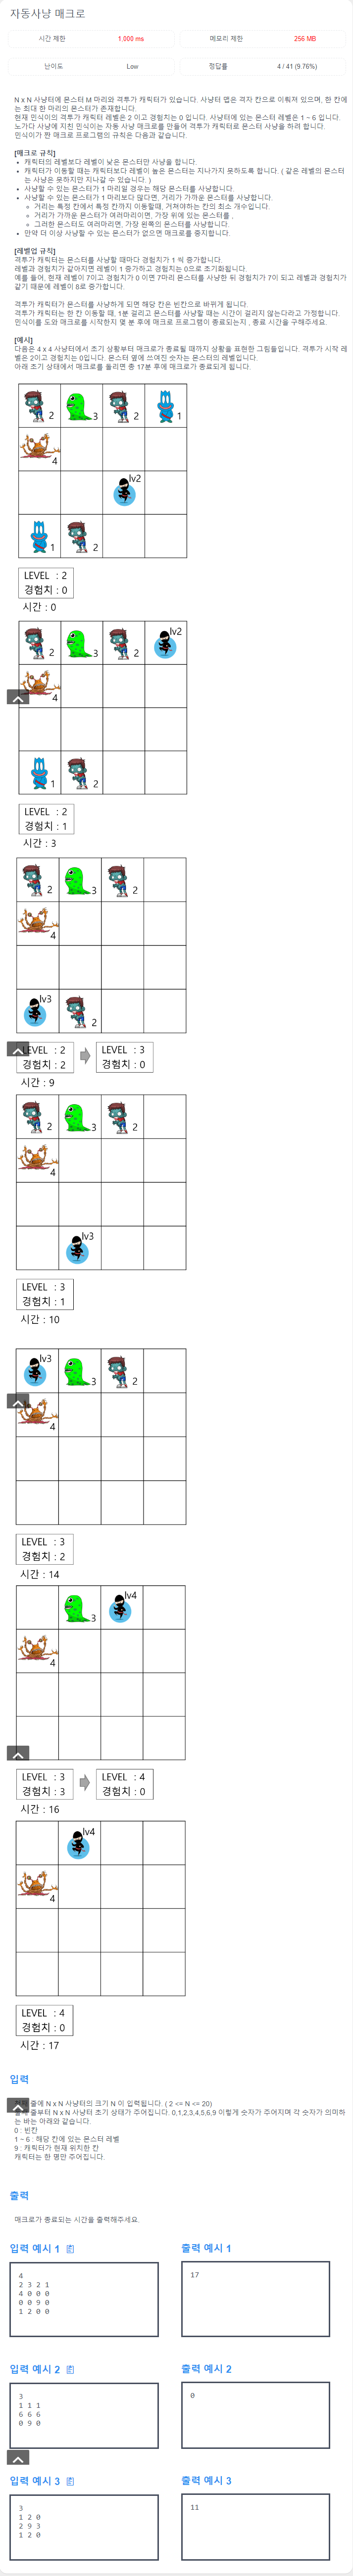 자동사냥 매크로
시간 제한 1,000 ms 메모리 제한 256 MB
난이도 Low 정답률 4 / 41 (9.76%)
N x N 사냥터에 몬스터 M 마리와 격투가 캐릭터가 있습니다. 사냥터 맵은 격자 칸으로 이뤄져 있으며, 한 칸에
는 최대 한 마리의 몬스터가 존재합니다.
현재 민식이의 격투가 캐릭터 레벨은 2 이고 경험치는 0 입니다. 사냥터에 있는 몬스터 레벨은 1 ~ 6 입니다.
노가다 사냥에 지친 민식이는 자동 사냥 매크로를 만들어 격투가 캐릭터로 몬스터 사냥을 하려 합니다.
민식이가 짠 매크로 프로그램의 규칙은 다음과 같습니다.
[매크로 규칙]
캐릭터의 레벨보다 레벨이 낮은 몬스터만 사냥을 합니다.
캐릭터가 이동할 때는 캐릭터보다 레벨이 높은 몬스터는 지나가지 못하도록 합니다. ( 같은 레벨의 몬스터
는 사냥은 못하지만 지나갈 수 있습니다. )
사냥할 수 있는 몬스터가 1 마리일 경우는 해당 몬스터를 사냥합니다.
사냥할 수 있는 몬스터가 1 마리보다 많다면, 거리가 가까운 몬스터를 사냥합니다.
거리는 특정 칸에서 특정 칸까지 이동할때, 거쳐야하는 칸의 최소 개수입니다.
거리가 가까운 몬스터가 여러마리이면, 가장 위에 있는 몬스터를 ,
그러한 몬스터도 여러마리면, 가장 왼쪽의 몬스터를 사냥합니다.
만약 더 이상 사냥할 수 있는 몬스터가 없으면 매크로를 중지합니다.
[레벨업 규칙]
격투가 캐릭터는 몬스터를 사냥할 때마다 경험치가 1 씩 증가합니다.
레벨과 경험치가 같아지면 레벨이 1 증가하고 경험치는 0으로 초기화됩니다.
예를 들어, 현재 레벨이 7이고 경험치가 0 이면 7마리 몬스터를 사냥한 뒤 경험치가 7이 되고 레벨과 경험치가
같기 때문에 레벨이 8로 증가합니다.
격투가 캐릭터가 몬스터를 사냥하게 되면 해당 칸은 빈칸으로 바뀌게 됩니다.
격투가 캐릭터는 한 칸 이동할 때, 1분 걸리고 몬스터를 사냥할 때는 시간이 걸리지 않는다라고 가정합니다.
민식이를 도와 매크로를 시작한지 몇 분 후에 매크로 프로그램이 종료되는지 , 종료 시간을 구해주세요.
[예시]
다음은 4 x 4 사냥터에서 초기 상황부터 매크로가 종료될 때까지 상황을 표현한 그림들입니다. 격투가 시작 레
벨은 2이고 경험치는 0입니다. 몬스터 옆에 쓰여진 숫자는 몬스터의 레벨입니다.
아래 초기 상태에서 매크로를 돌리면 총 17분 후에 매크로가 종료되게 됩니다.
2 3 2 1
4
lv2
1 2
LEVEL : 2
경험치 : 0
시간 : 0
2 3 2 lv2
4
1 2
LEVEL : 2
경험치 : 1
시간 : 3
2 3 2
4
lv3
2
LEVEL : 2 LEVEL : 3
경험치 : 2 경험치 : 0
시간 : 9
2 3 2
4
lv3
LEVEL : 3
경험치 : 1
시간 : 10
lv3 3 2
4
LEVEL : 3
경험치 : 2
시간 : 14
3 lv4
4
LEVEL : 3 LEVEL : 4
경험치 : 3 경험치 : 0
시간 : 16
lv4
4
LEVEL : 4
경험치 : 0
시간 : 17
입력
줄에 N x N 사냥터의 크기 N 이 입력됩니다. ( 2 <= N <= 20)
줄부터 N x N 사냥터 초기 상태가 주어집니다. 0,1,2,3,4,5,6,9 이렇게 숫자가 주어지며 각 숫자가 의미하
는 바는 아래와 같습니다.
0 : 빈칸
1 ~ 6 : 해당 칸에 있는 몬스터 레벨
9 : 캐릭터가 현재 위치한 칸
캐릭터는 한 명만 주어집니다.
출력
매크로가 종료되는 시간을 출력해주세요.
입력 예시 1 출력 예시 1
4 17
2 3 2 1
4 0 0 0
0 0 9 0
1 2 0 0
입력 예시 2 출력 예시 2
3 0
1 1 1
6 6 6
0 9 0
입력 예시 3 출력 예시 3
3 11
1 2 0
2 9 3
1 2 0